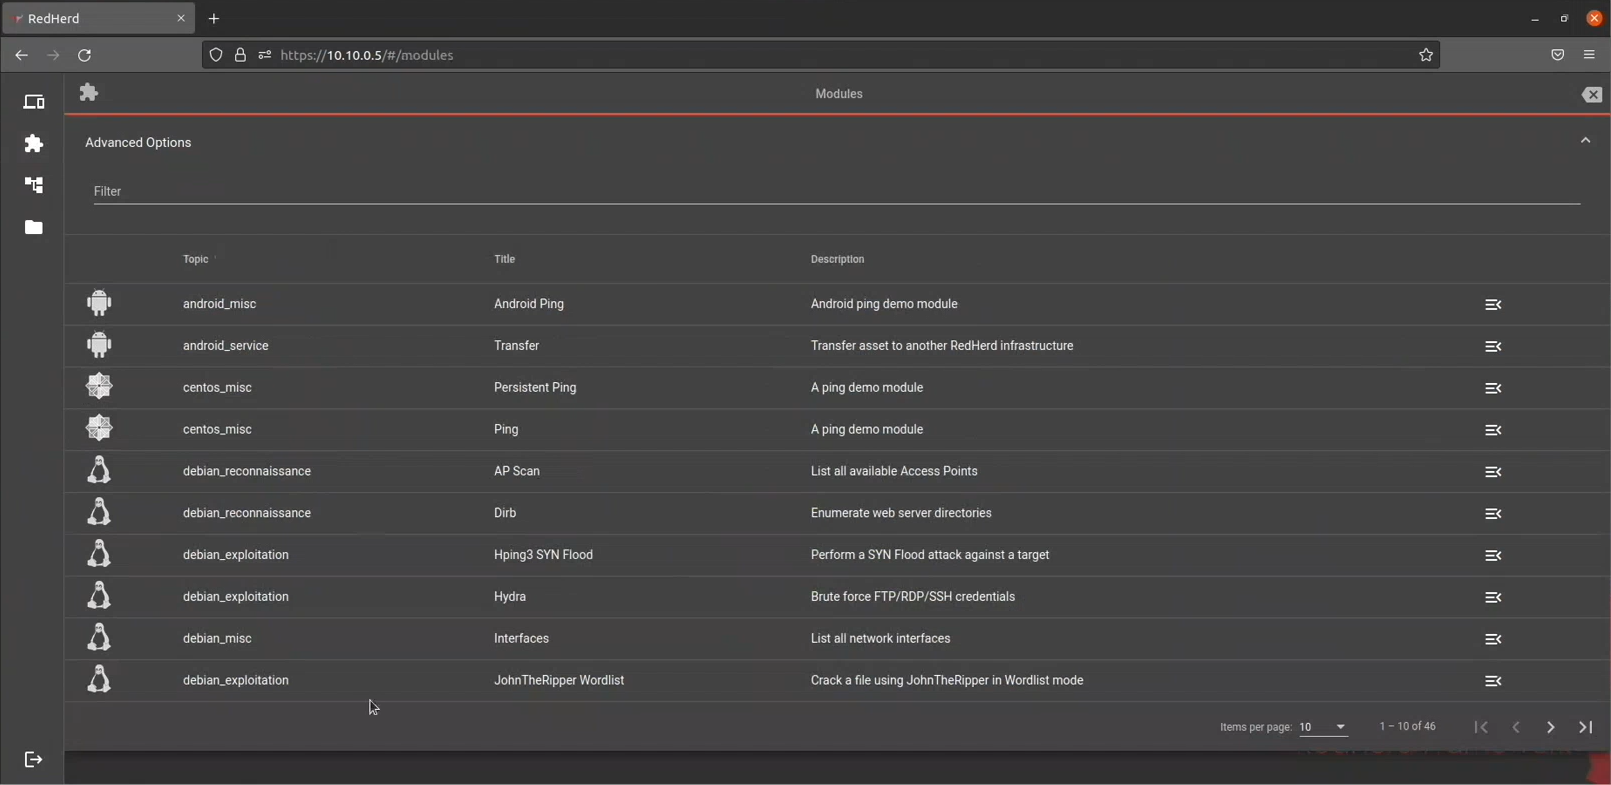 RedHerd
https://10.10.0.5/#/modules
Modules
Advanced Options
Filter
Topic Title Description
android_misc Android Ping Android ping demo module
android_service Transfer Transfer asset to another RedHerd infrastructure
centos_misc Persistent Ping A ping demo module
centos_misc Ping A ping demo module
debian_reconnaissance AP Scan List all available Access Points
debian_reconnaissance Dirb Enumerate web server directories
debian_exploitation Hping3 SYN Flood Perform a SYN Flood attack against a target
debian_exploitation Hydra Brute force FTP/RDP/SSH credentials
debian_misc Interfaces List all network interfaces
debian_exploitation JohnTheRipper Wordlist Crack a file using JohnTheRipper in Wordlist mode
Items per page: 10 1 – 10 of 46